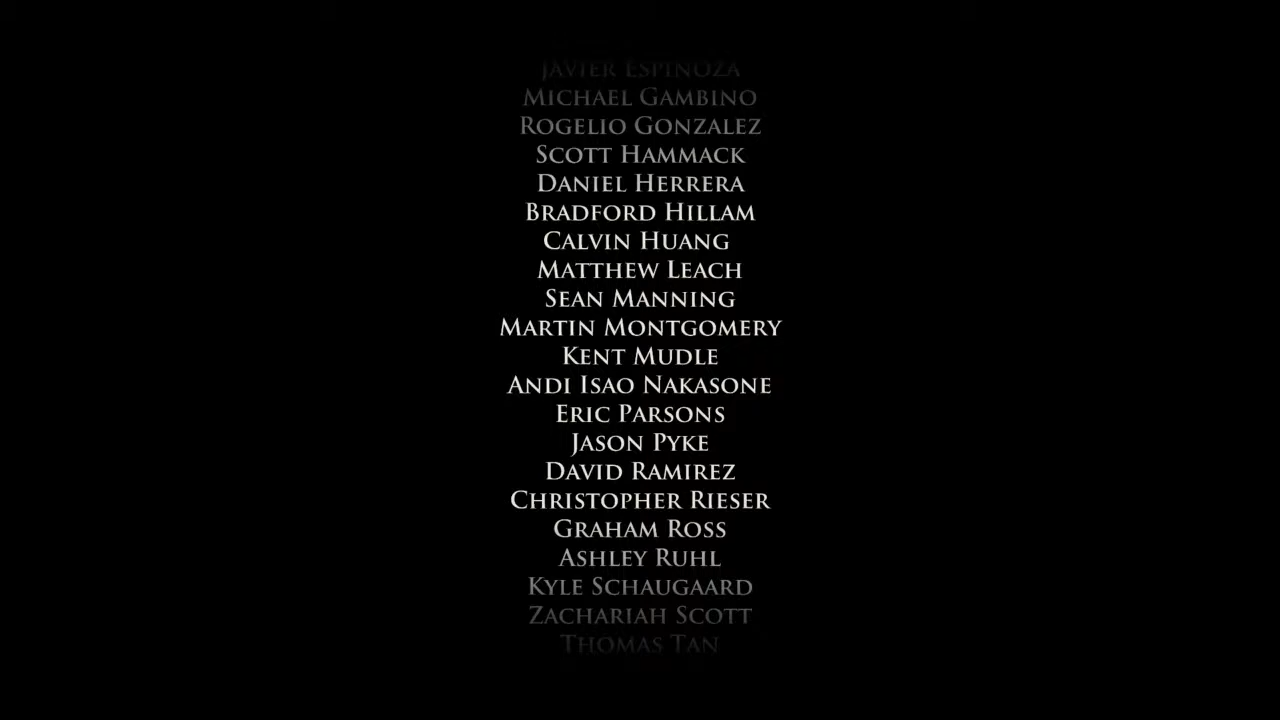 Javier Espinoza
Michael Gambino
Rogelio Gonzalez
Scott Hammack
Daniel Herrera
Bradford Hillam
Calvin Huang
Matthew Leach
Sean Manning
Martin Montgomery
Kent Mudle
Andi Isao Nakasone
Eric Parsons
Jason Pyke
David Ramirez
Christopher Rieser
Graham Ross
Ashley Ruhl
Kyle Schaugaard
Zachariah Scott
Thomas Tan